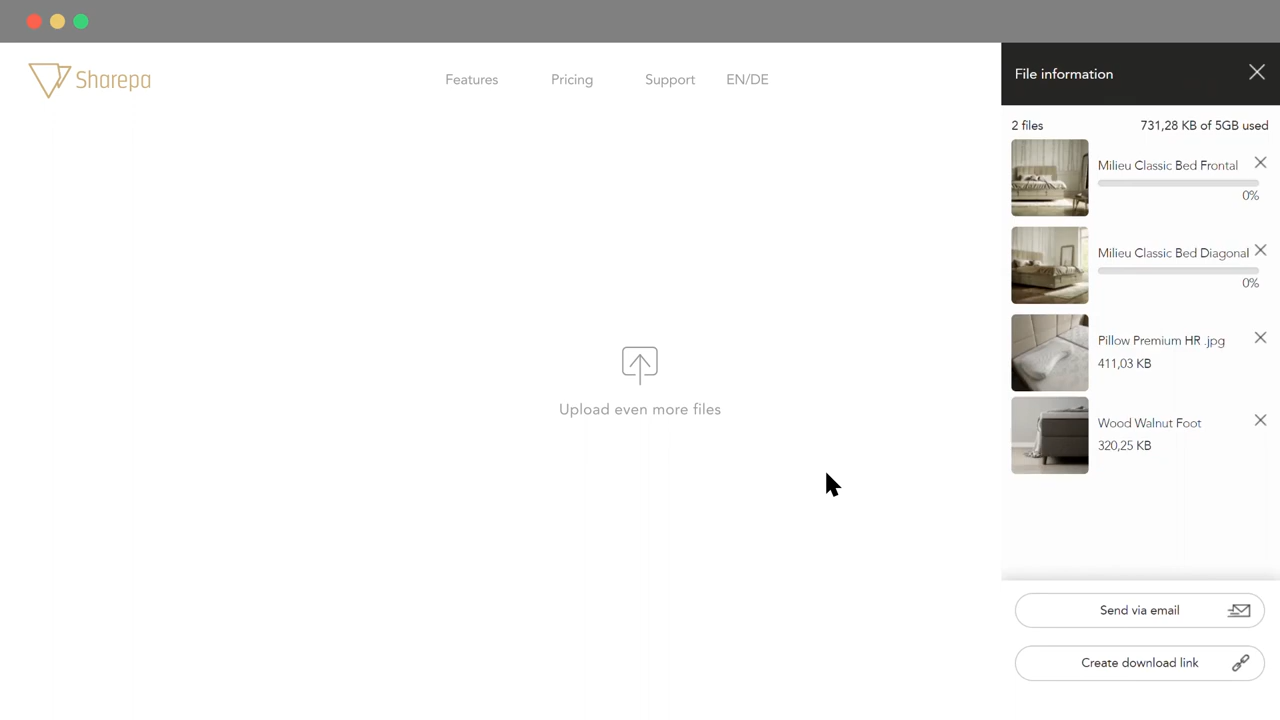 Sharepa
Features Pricing Support EN/DE
File information
2 files 731,28 KB of 5GB used
Milieu Classic Bed Frontal
0%
Milieu Classic Bed Diagonal
0%
Pillow Premium HR .jpg
411,03 KB
Wood Walnut Foot
320,25 KB
Upload even more files
Send via email
Create download link